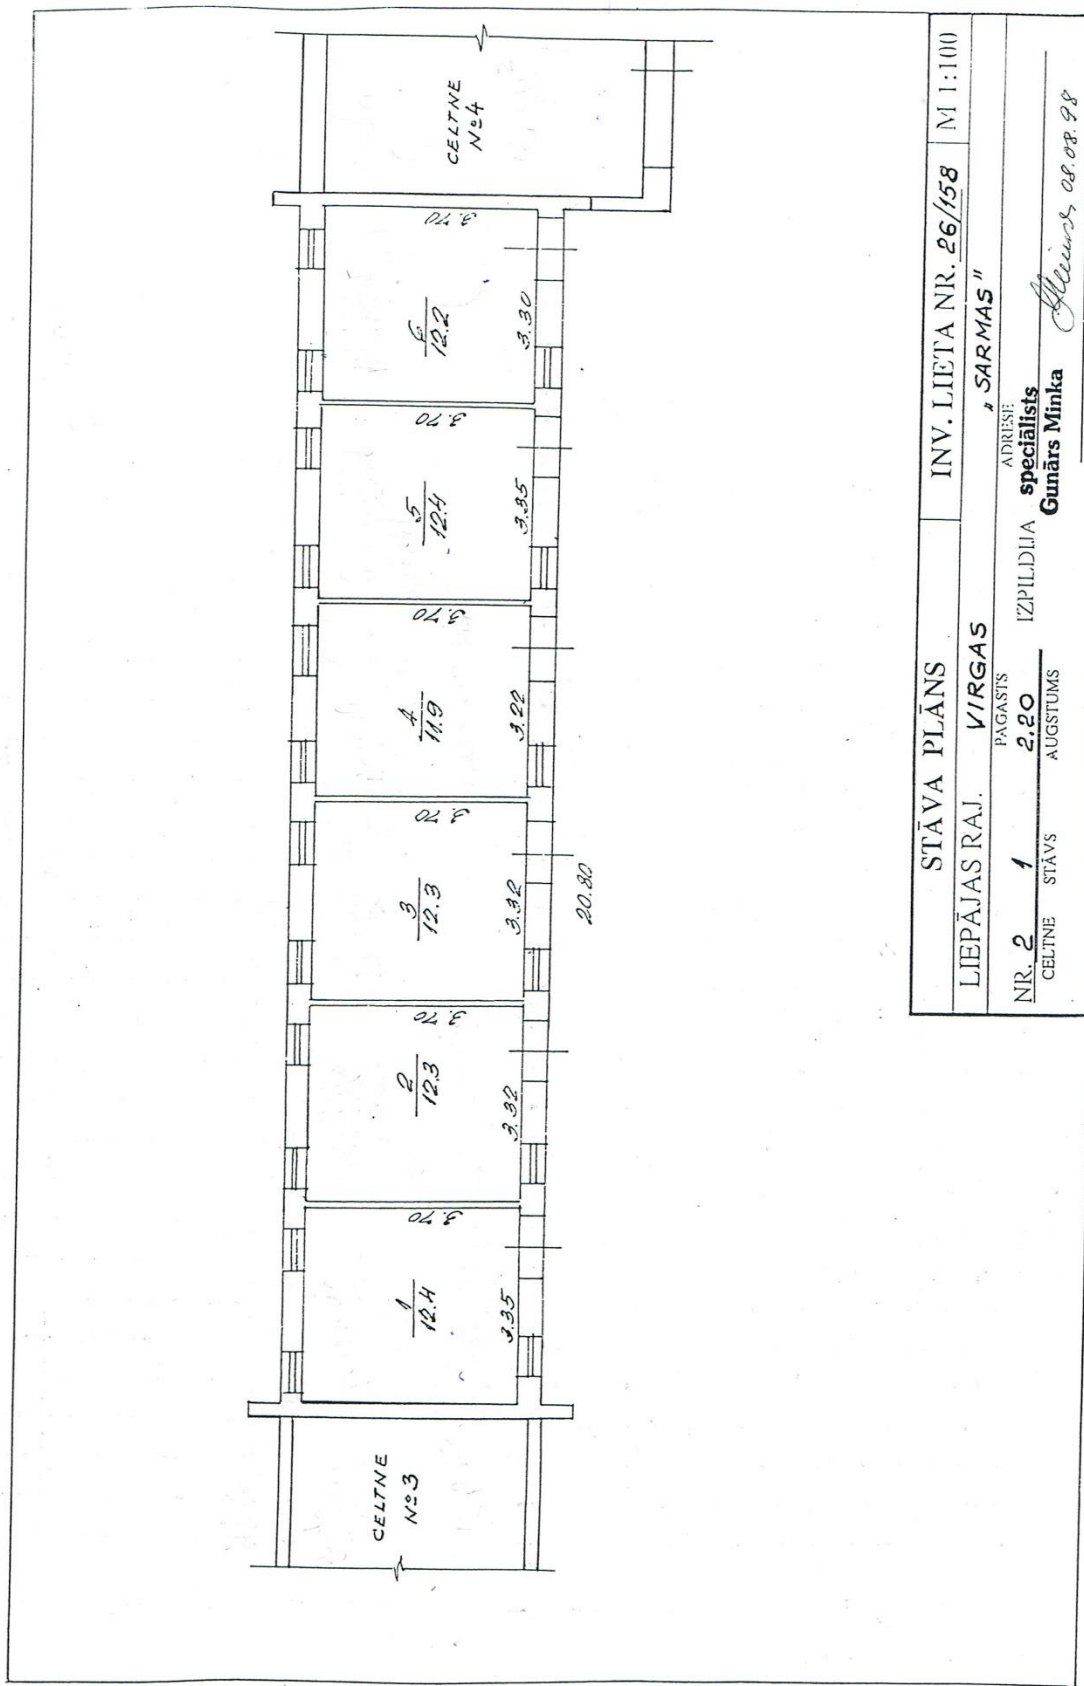 CELTNE
Nº3
1
12.4
3.70
3.35
2
12.3
3.70
3.32
3
12.3
3.70
3.32
4
11.9
3.70
3.22
5
12.4
3.70
3.35
6
12.2
3.70
3.30
CELTNE
Nº4
20.80
STĀVA PLĀNS INV. LIETA NR. 26/158 M 1:100
LIEPĀJAS RAJ. VIRGAS „SARMAS"
PAGASTS ADRESE
NR. 2 1 2.20 IZPILDĪJA speciālists
CELTNE STĀVS AUGSTUMS Gunārs Minka 08.08.98